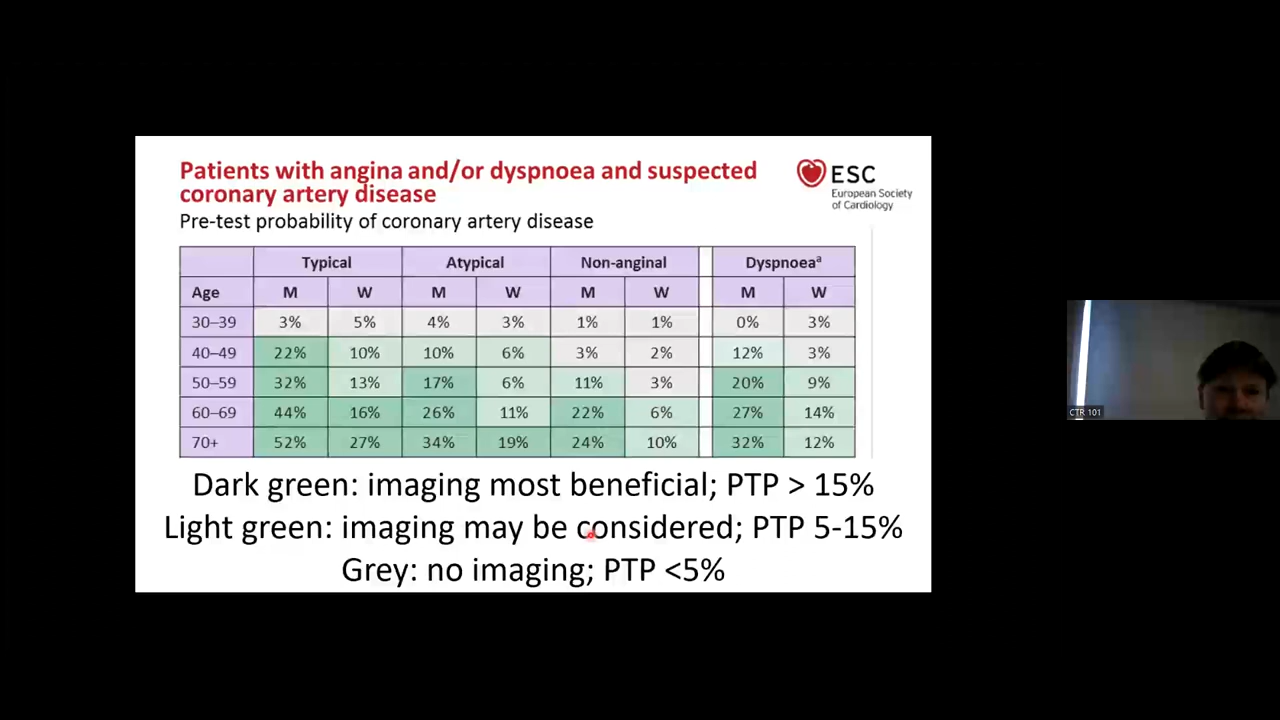 Patients with angina and/or dyspnoea and suspected
coronary artery disease
ESC
European Society
of Cardiology
Pre-test probability of coronary artery disease
Typical Atypical Non-anginal Dyspnoeaᵃ
Age M W M W M W M W
30–39 3% 5% 4% 3% 1% 1% 0% 3%
40–49 22% 10% 10% 6% 3% 2% 12% 3%
50–59 32% 13% 17% 6% 11% 3% 20% 9%
60–69 44% 16% 26% 11% 22% 6% 27% 14%
70+ 52% 27% 34% 19% 24% 10% 32% 12%
Dark green: imaging most beneficial; PTP > 15%
Light green: imaging may be considered; PTP 5-15%
Grey: no imaging; PTP <5%
CTR 101